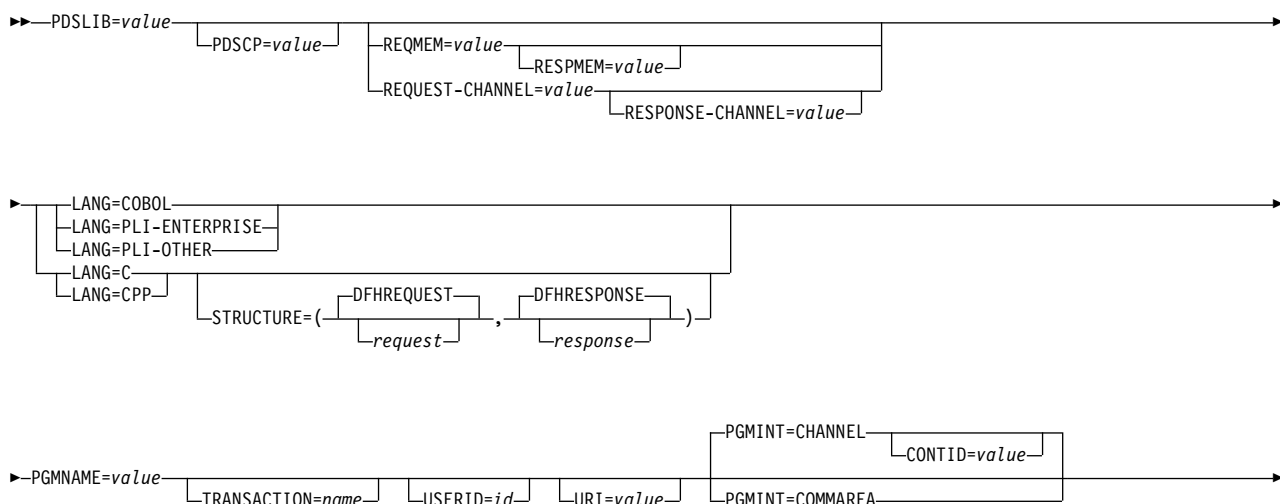 PDSLIB=value
PDSCP=value
REQMEM=value
RESPMEM=value
REQUEST-CHANNEL=value
RESPONSE-CHANNEL=value
LANG=COBOL
LANG=PLI-ENTERPRISE
LANG=PLI-OTHER
LANG=C
LANG=CPP
DFHREQUEST DFHRESPONSE
STRUCTURE=( , )
request response
PGMINT=CHANNEL
CONTID=value
PGMNAME=value
TRANSACTION=name USERID=id URI=value PGMINT=COMMAREA